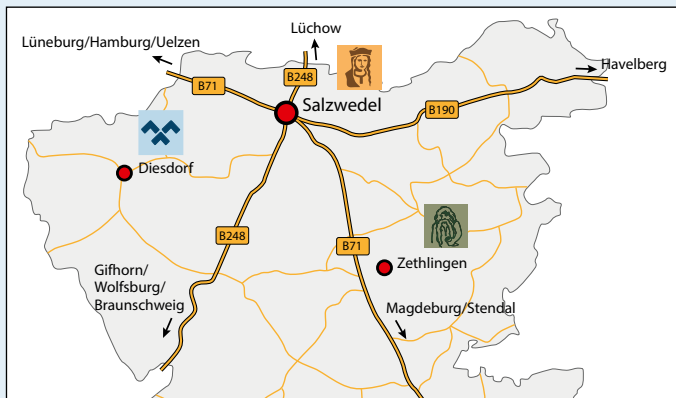 Lüchow
Lüneburg/Hamburg/Uelzen
Havelberg
B248
B71
Salzwedel
B190
Diesdorf
B248
B71
Zethlingen
Gifhorn/
Wolfsburg/
Braunschweig
Magdeburg/Stendal